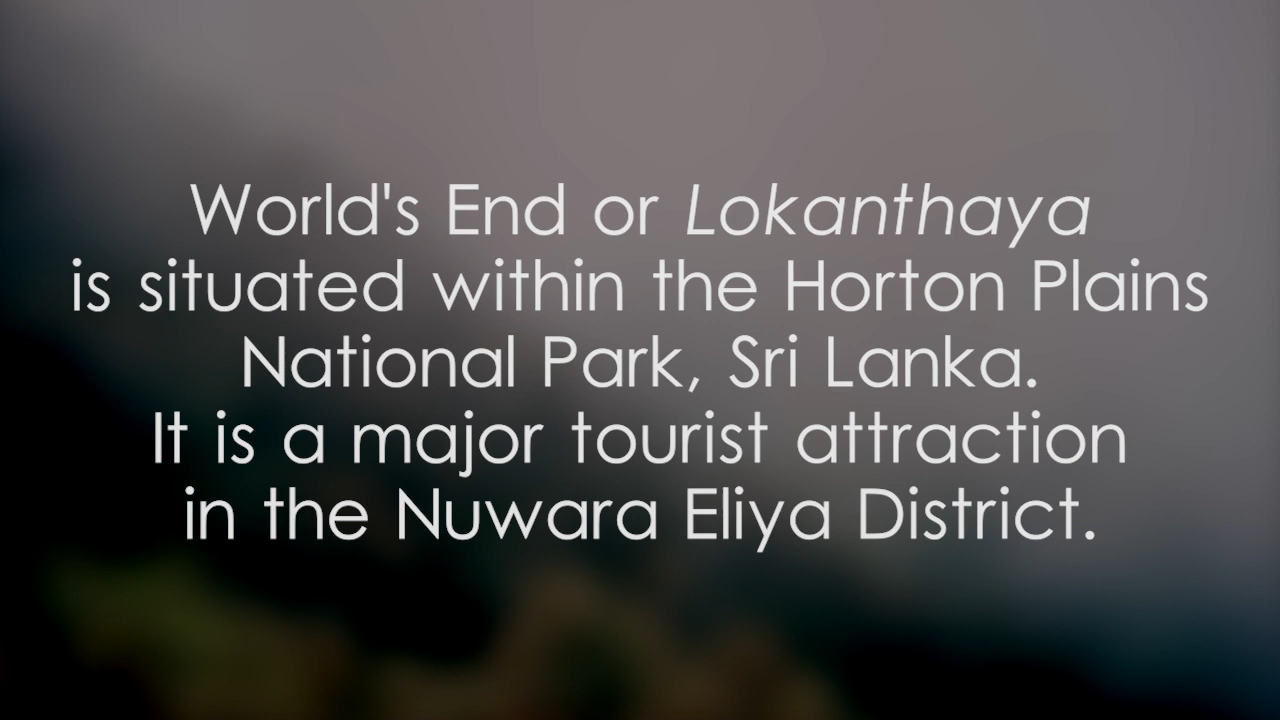 World's End or Lokanthaya
is situated within the Horton Plains
National Park, Sri Lanka.
It is a major tourist attraction
in the Nuwara Eliya District.